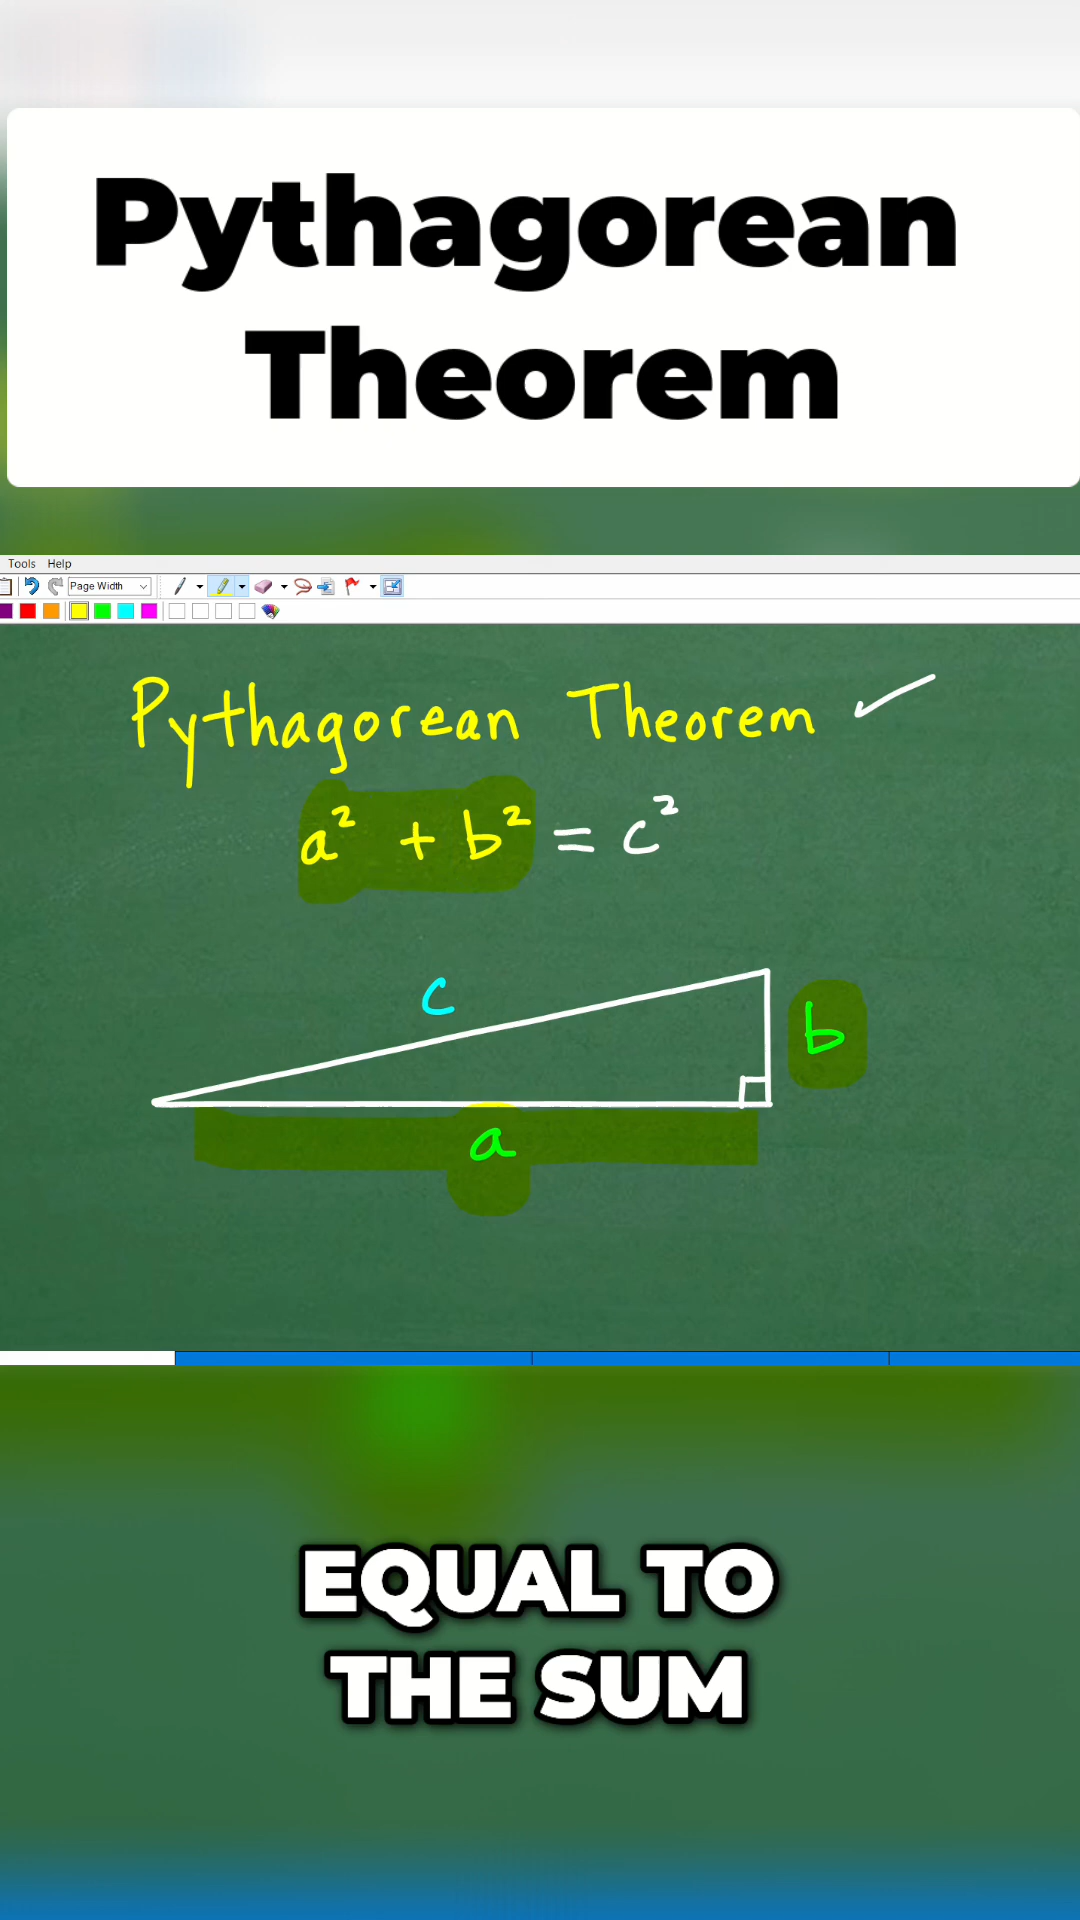 Pythagorean
Theorem
Tools Help
Page Width
Pythagorean Theorem
a² + b² = c²
c
b
a
EQUAL TO
THE SUM